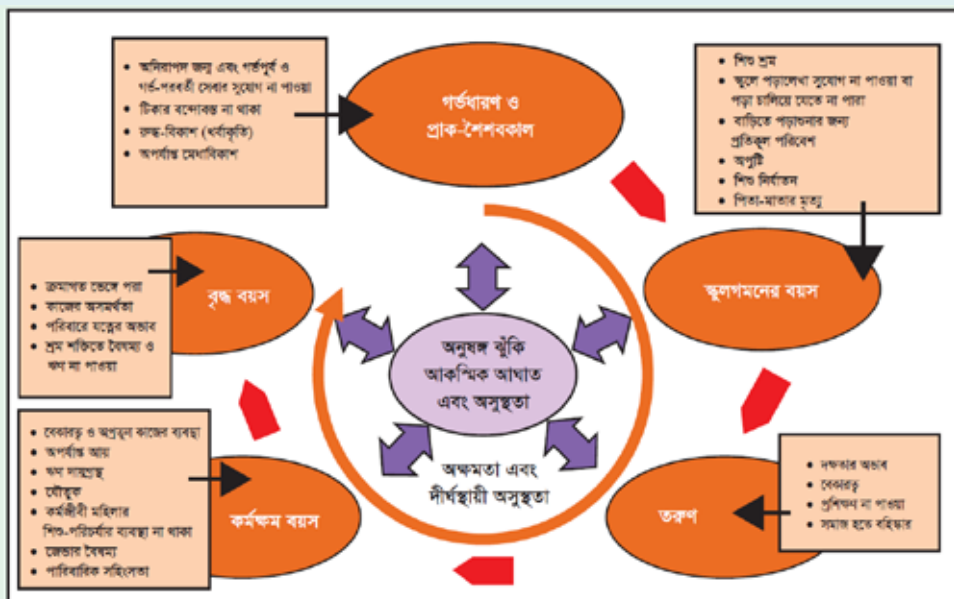 • অনিরাপদ জন্ম এবং গর্ভপূর্ব ও
গর্ভ-পরবর্তী সেবার সুযোগ না পাওয়া
• টিকার বন্দোবস্ত না থাকা
• রুদ্ধ-বিকাশ (খর্বাকৃতি)
• অপর্যাপ্ত মেধাবিকাশ
গর্ভধারণ ও
প্রাক-শৈশবকাল
• শিশু শ্রম
• স্কুলে পড়ালেখা সুযোগ না পাওয়া বা
পড়া চালিয়ে যেতে না পারা
• বাড়িতে পড়াশুনার জন্য
প্রতিকূল পরিবেশ
• অপুষ্টি
• শিশু নির্যাতন
• পিতা-মাতার মৃত্যু
স্কুলগমনের বয়স
• দক্ষতার অভাব
• বেকারত্ব
• প্রশিক্ষণ না পাওয়া
• সমাজ হতে বহিষ্কার
তরুণ
• বেকারত্ব ও অপ্রতুল কাজের ব্যবস্থা
• অপর্যাপ্ত আয়
• ঋণ দায়গ্রস্থ
• যৌতুক
• কর্মজীবী মহিলার
শিশু-পরিচর্যার ব্যবস্থা না থাকা
• জেন্ডার বৈষম্য
• পারিবারিক সহিংসতা
কর্মক্ষম বয়স
• ক্রমাগত ভেঙ্গে পরা
• কাজের অসমর্থতা
• পরিবারে যত্নের অভাব
• শ্রম শক্তিতে বৈষম্য ও
ঋণ না পাওয়া
বৃদ্ধ বয়স
অনুষঙ্গ ঝুঁকি
আকস্মিক আঘাত
এবং অসুস্থতা
অক্ষমতা এবং
দীর্ঘস্থায়ী অসুস্থতা